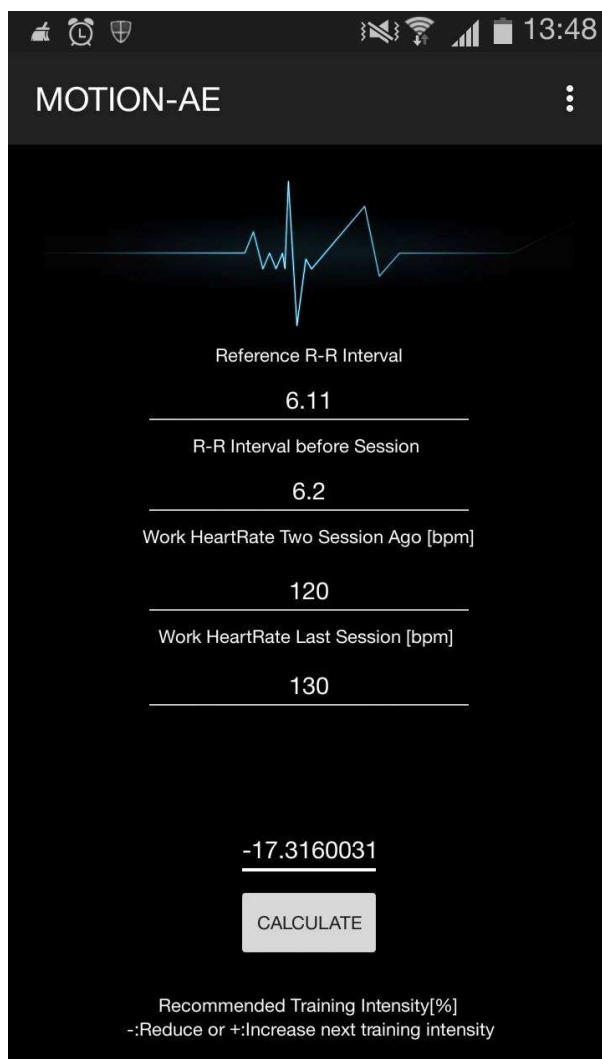 13:48
MOTION-AE
Reference R-R Interval
6.11
R-R Interval before Session
6.2
Work HeartRate Two Session Ago [bpm]
120
Work HeartRate Last Session [bpm]
130
-17.3160031
CALCULATE
Recommended Training Intensity[%]
-:Reduce or +:Increase next training intensity